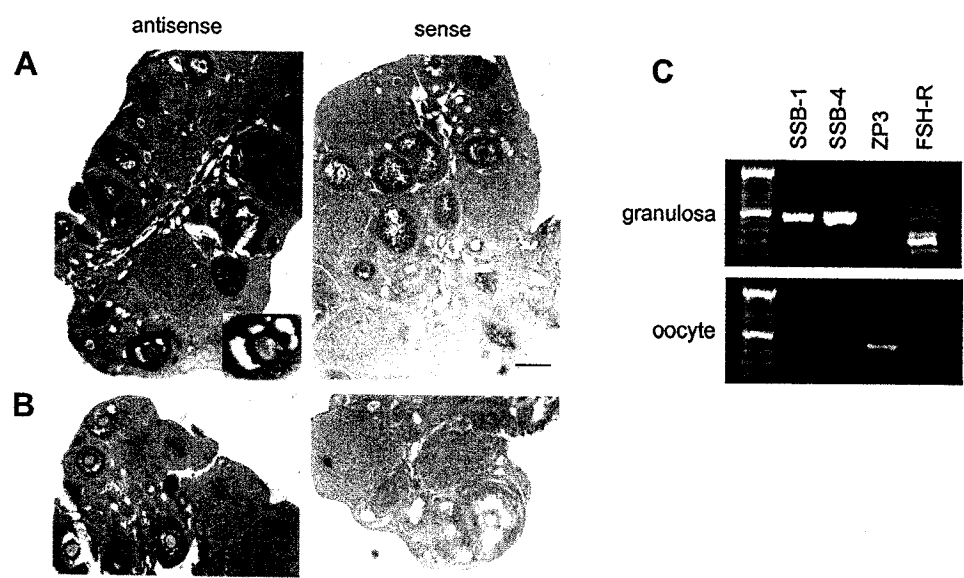 antisense
sense
A
B
C
SSB-1
SSB-4
ZP3
FSH-R
granulosa
oocyte